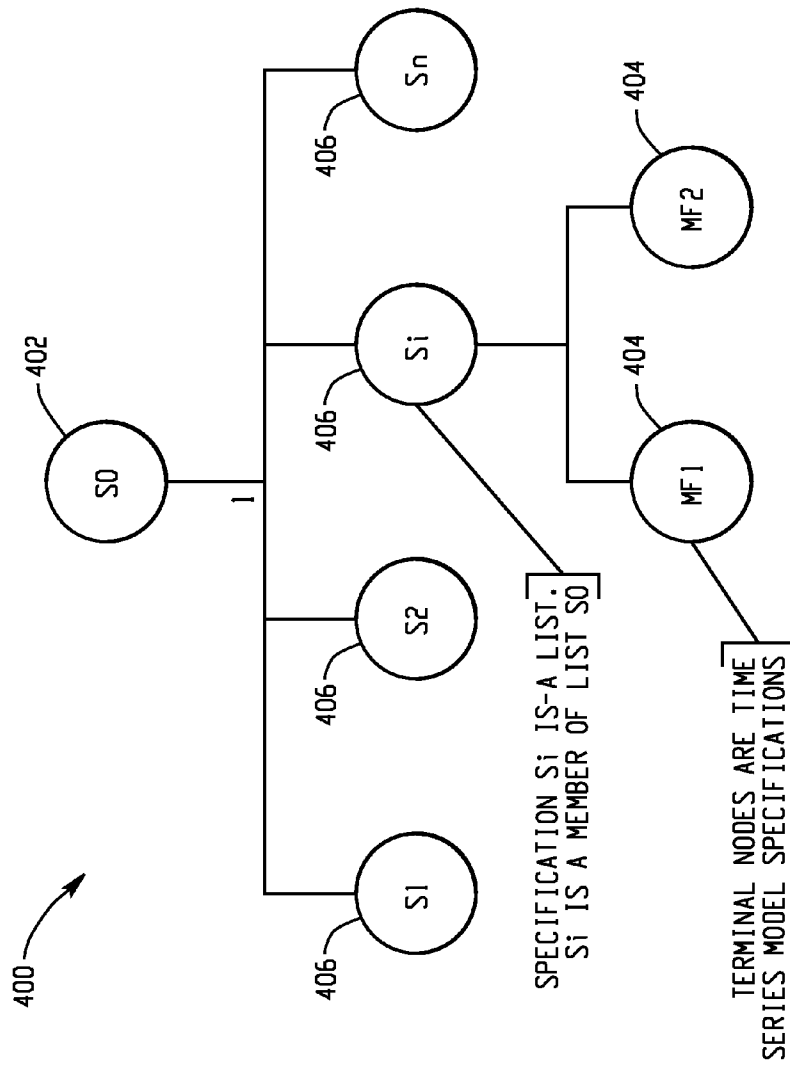 400
S0
402
1
S1
406
S2
406
Si
406
Sn
406
SPECIFICATION Si IS-A LIST.
Si IS A MEMBER OF LIST S0
MF1
404
MF2
404
TERMINAL NODES ARE TIME
SERIES MODEL SPECIFICATIONS